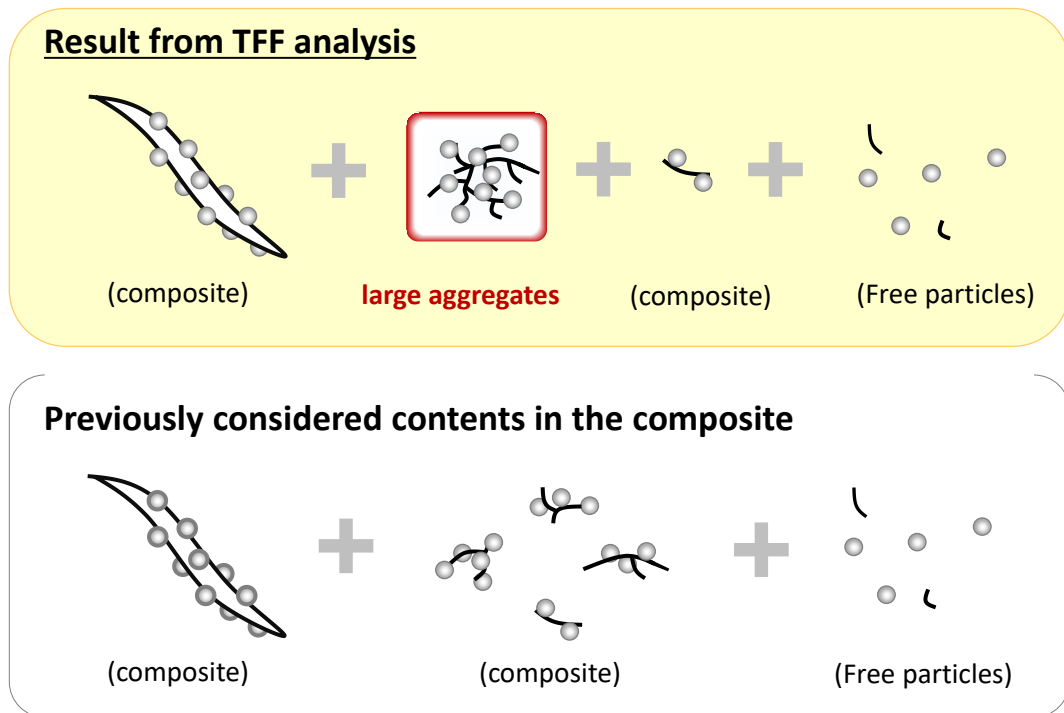 Result from TFF analysis
(composite)
large aggregates
(composite)
(Free particles)
Previously considered contents in the composite
(composite)
(composite)
(Free particles)